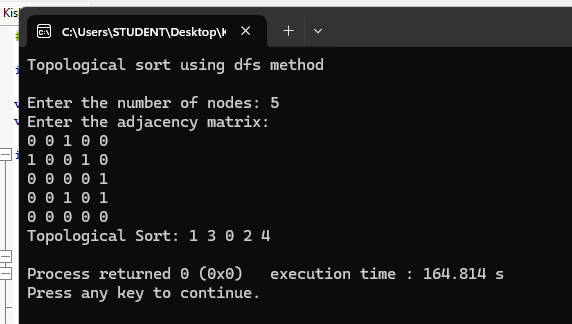 Kis
C:\Users\STUDENT\Desktop\K
Topological sort using dfs method
Enter the number of nodes: 5
Enter the adjacency matrix:
0 0 1 0 0
1 0 0 1 0
0 0 0 0 1
0 0 1 0 1
0 0 0 0 0
Topological Sort: 1 3 0 2 4
Process returned 0 (0x0)   execution time : 164.814 s
Press any key to continue.